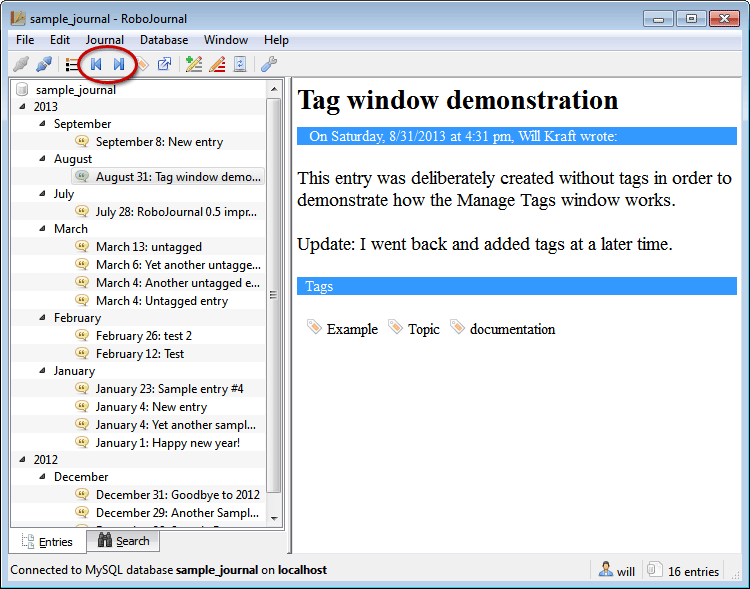 sample_journal - RoboJournal
File Edit Journal Database Window Help
sample_journal
2013
September
September 8: New entry
August
August 31: Tag window demo...
July
July 28: RoboJournal 0.5 impr...
March
March 13: untagged
March 6: Yet another untagge...
March 4: Another untagged e...
March 4: Untagged entry
February
February 26: test 2
February 12: Test
January
January 23: Sample entry #4
January 4: New entry
January 4: Yet another sampl...
January 1: Happy new year!
2012
December
December 31: Goodbye to 2012
December 29: Another Sampl...
Entries Search
Tag window demonstration
On Saturday, 8/31/2013 at 4:31 pm, Will Kraft wrote:
This entry was deliberately created without tags in order to
demonstrate how the Manage Tags window works.
Update: I went back and added tags at a later time.
Tags
Example Topic documentation
Connected to MySQL database sample_journal on localhost
will 16 entries